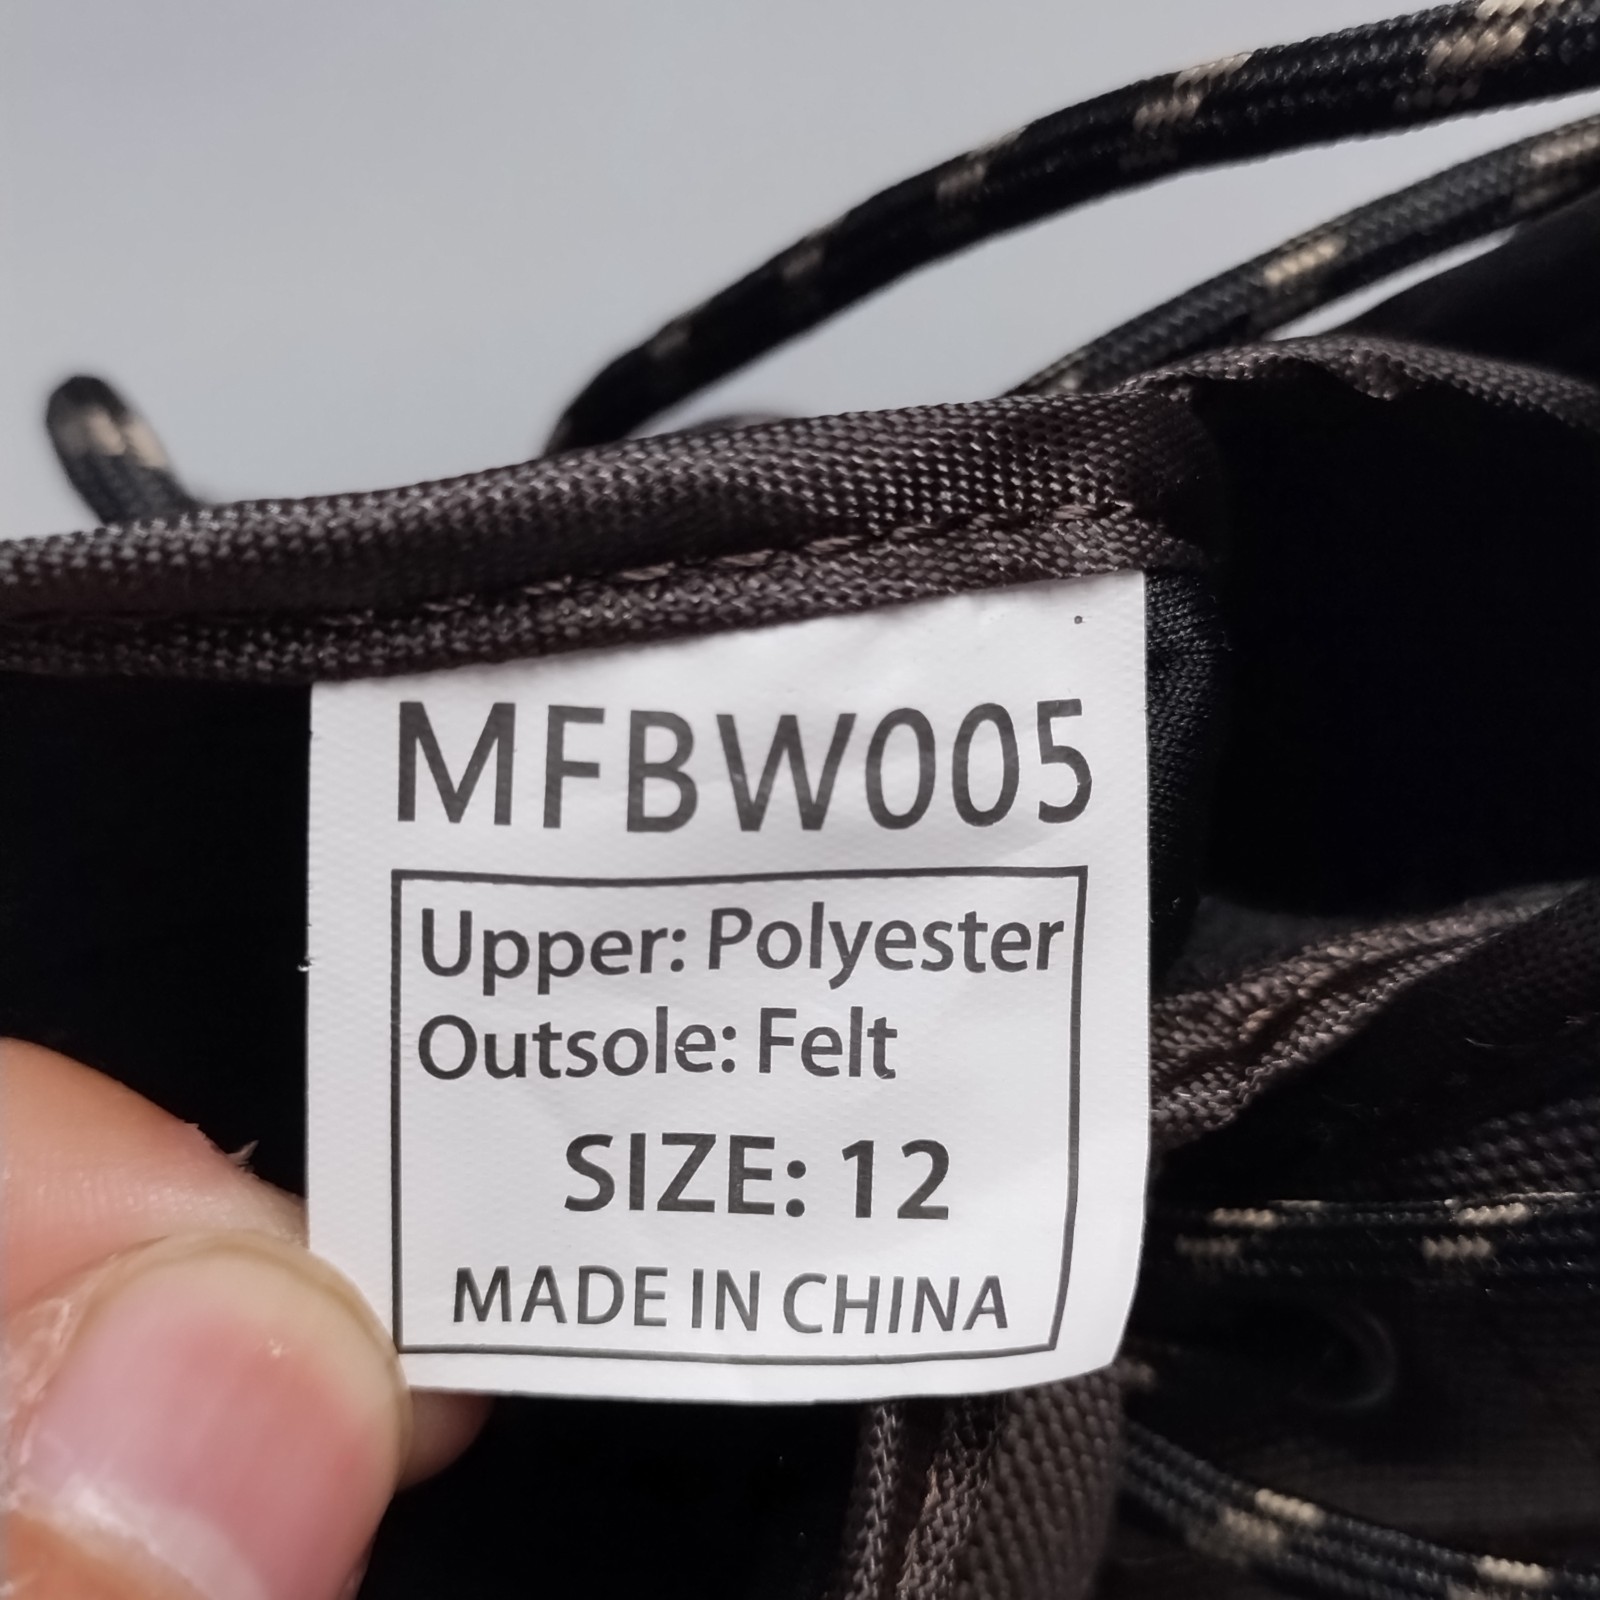 MFBW005
Upper: Polyester
Outsole: Felt
SIZE: 12
MADE IN CHINA